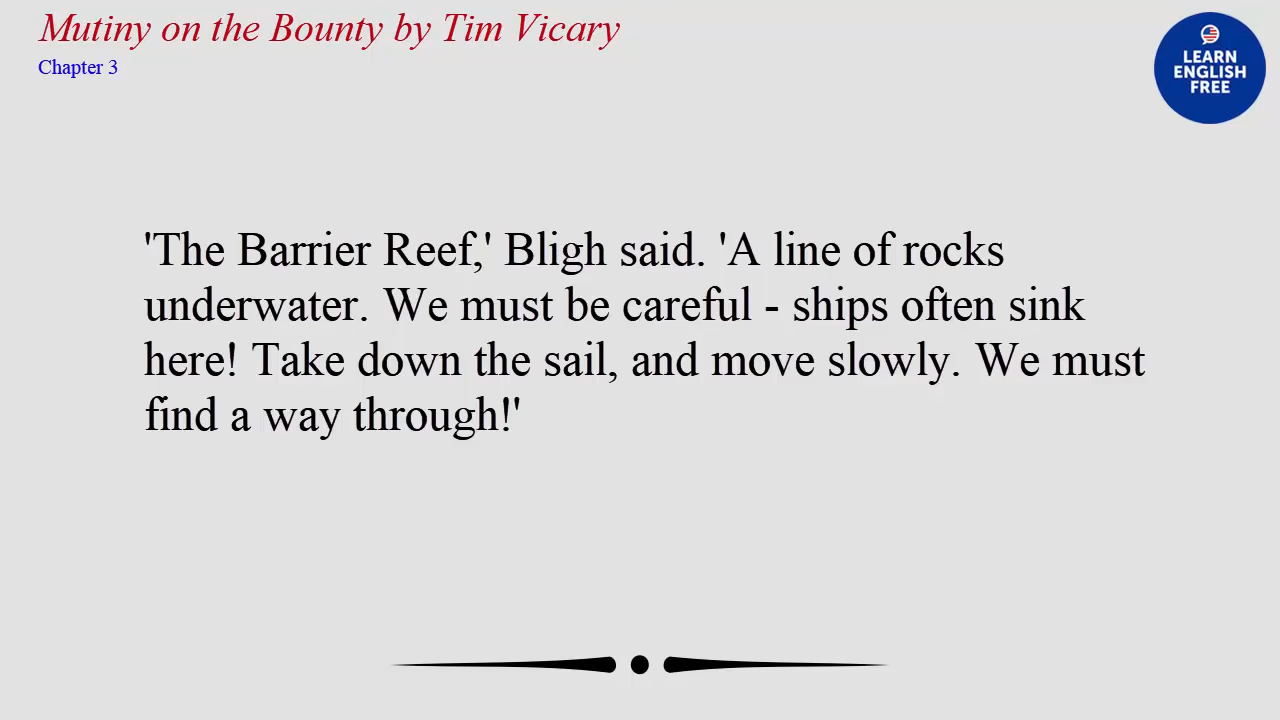 Mutiny on the Bounty by Tim Vicary
Chapter 3
LEARN
ENGLISH
FREE
'The Barrier Reef,' Bligh said. 'A line of rocks
underwater. We must be careful - ships often sink
here! Take down the sail, and move slowly. We must
find a way through!'